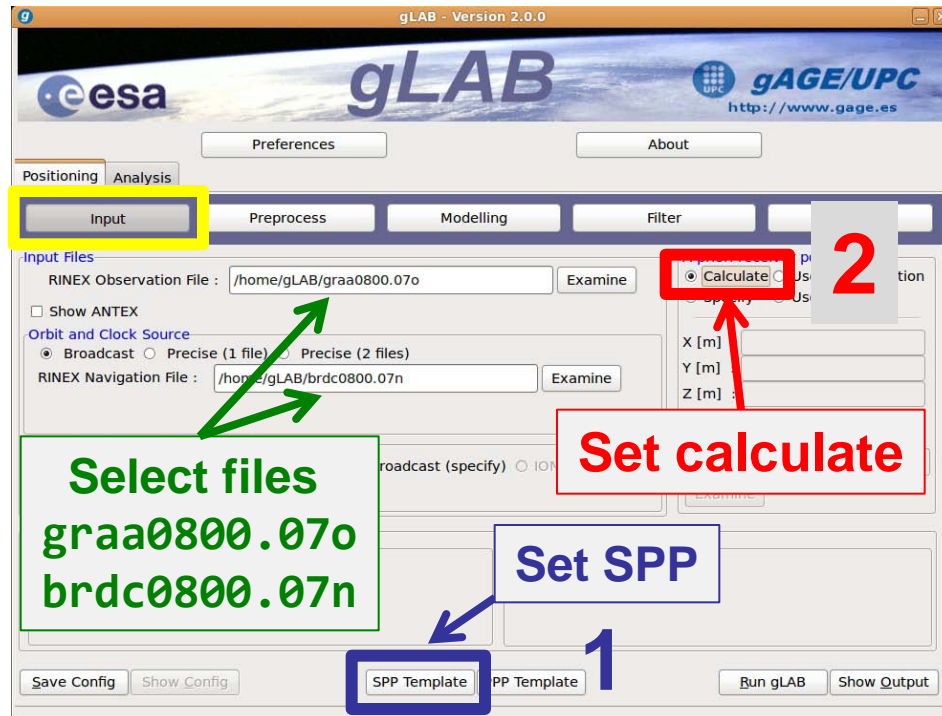 gLAB - Version 2.0.0
esa
gLAB
UPC
gAGE/UPC
http://www.gage.es
Preferences
About
Positioning
Analysis
Input
Preprocess
Modelling
Filter
2
Input Files
RINEX Observation File :
/home/gLAB/graa0800.07o
Examine
Calculate
Show ANTEX
Orbit and Clock Source
Broadcast
Precise (1 file)
Precise (2 files)
RINEX Navigation File :
/home/gLAB/brdc0800.07n
Examine
X [m]
Y [m] :
Z [m] :
Set calculate
Select files
graa0800.07o
brdc0800.07n
roadcast (specify)
Examine
Set SPP
1
Save Config
Show Config
SPP Template
PP Template
Run gLAB
Show Output